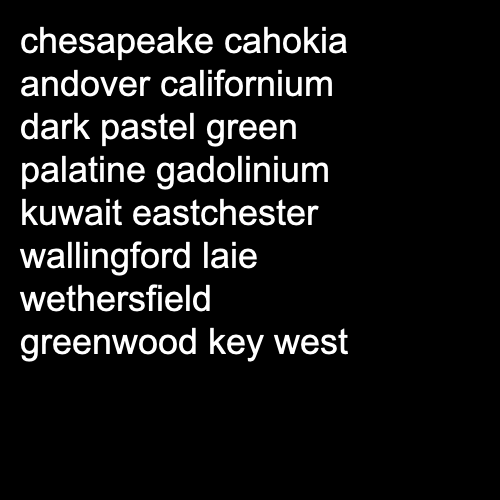 chesapeake cahokia
andover californium
dark pastel green
palatine gadolinium
kuwait eastchester
wallingford laie
wethersfield
greenwood key west